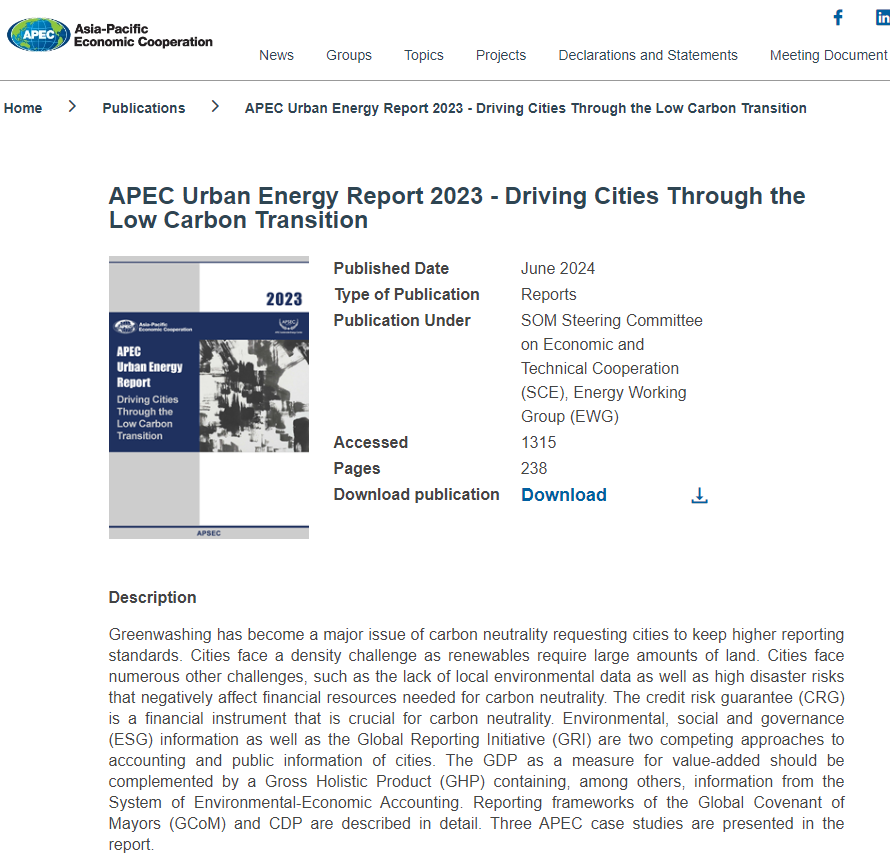 APEC
Asia-Pacific
Economic Cooperation
News Groups Topics Projects Declarations and Statements Meeting Document
Home > Publications > APEC Urban Energy Report 2023 - Driving Cities Through the Low Carbon Transition
APEC Urban Energy Report 2023 - Driving Cities Through the
Low Carbon Transition
2023
APEC
Asia-Pacific
Economic Cooperation
APSEC
APEC
Urban Energy
Report
Driving Cities
Through the
Low Carbon
Transition
APSEC
Published Date June 2024
Type of Publication Reports
Publication Under SOM Steering Committee
on Economic and
Technical Cooperation
(SCE), Energy Working
Group (EWG)
Accessed 1315
Pages 238
Download publication Download
Description
Greenwashing has become a major issue of carbon neutrality requesting cities to keep higher reporting
standards. Cities face a density challenge as renewables require large amounts of land. Cities face
numerous other challenges, such as the lack of local environmental data as well as high disaster risks
that negatively affect financial resources needed for carbon neutrality. The credit risk guarantee (CRG)
is a financial instrument that is crucial for carbon neutrality. Environmental, social and governance
(ESG) information as well as the Global Reporting Initiative (GRI) are two competing approaches to
accounting and public information of cities. The GDP as a measure for value-added should be
complemented by a Gross Holistic Product (GHP) containing, among others, information from the
System of Environmental-Economic Accounting. Reporting frameworks of the Global Covenant of
Mayors (GCoM) and CDP are described in detail. Three APEC case studies are presented in the
report.